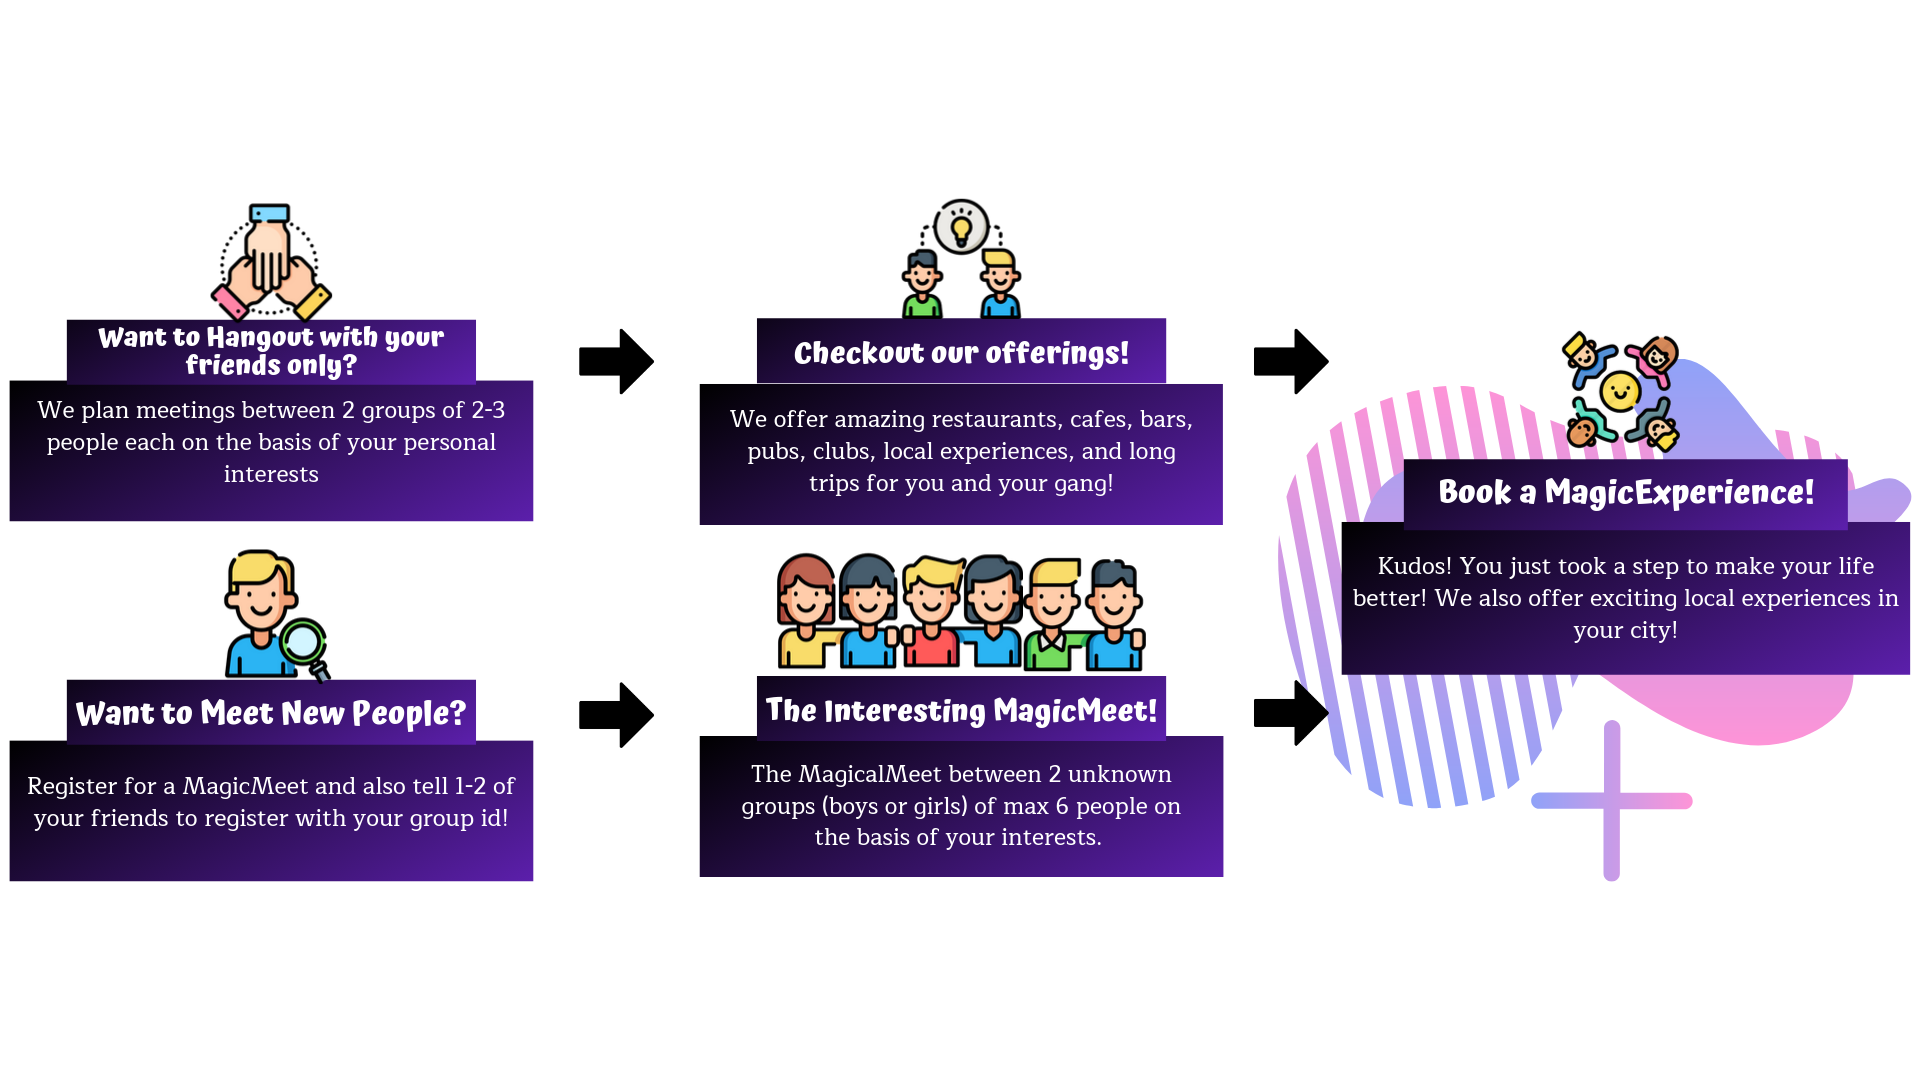 Want to Hangout with your
friends only?
We plan meetings between 2 groups of 2-3
people each on the basis of your personal
interests
Checkout our offerings!
We offer amazing restaurants, cafes, bars,
pubs, clubs, local experiences, and long
trips for you and your gang!
Want to Meet New People?
Register for a MagicMeet and also tell 1-2 of
your friends to register with your group id!
The Interesting MagicMeet!
The MagicalMeet between 2 unknown
groups (boys or girls) of max 6 people on
the basis of your interests.
Book a MagicExperience!
Kudos! You just took a step to make your life
better! We also offer exciting local experiences in
your city!